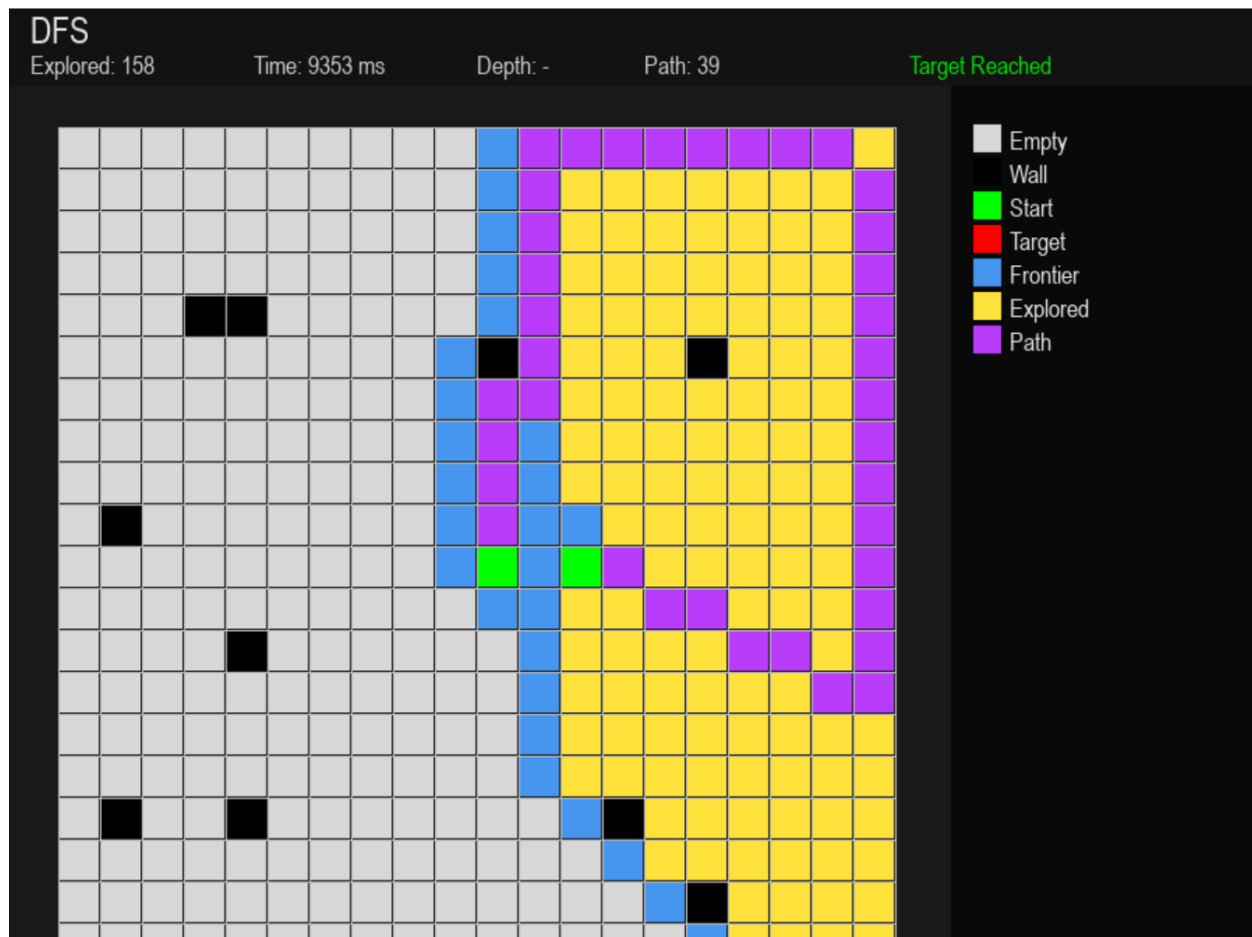 DFS
Explored: 158 Time: 9353 ms Depth: - Path: 39 Target Reached
Empty
Wall
Start
Target
Frontier
Explored
Path